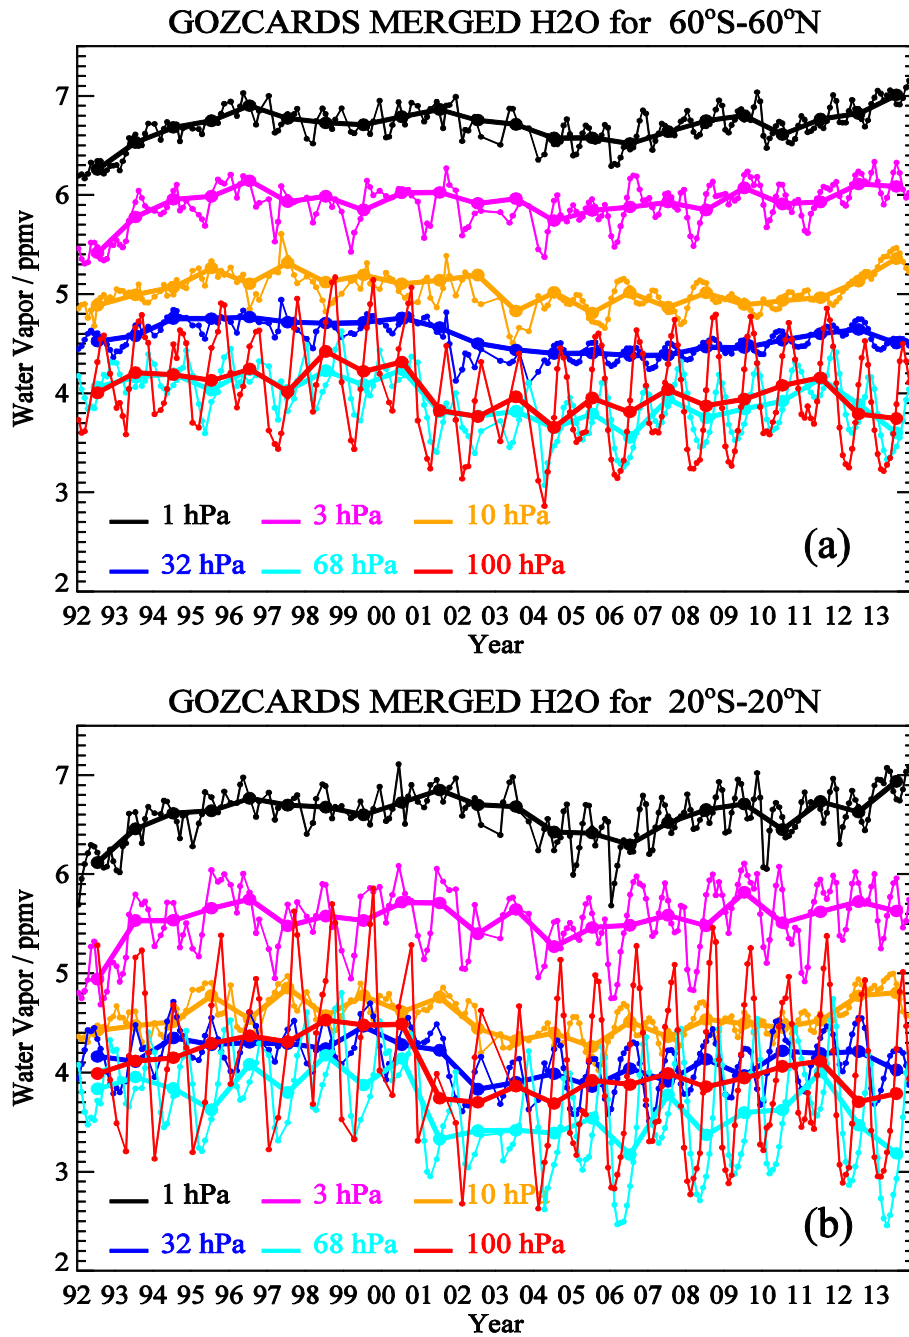 GOZCARDS MERGED H2O for 60°S-60°N
7
6
5
4
3
2
Water Vapor / ppmv
1 hPa 3 hPa 10 hPa
32 hPa 68 hPa 100 hPa
(a)
92 93 94 95 96 97 98 99 00 01 02 03 04 05 06 07 08 09 10 11 12 13
Year
GOZCARDS MERGED H2O for 20°S-20°N
7
6
5
4
3
2
Water Vapor / ppmv
1 hPa 3 hPa 10 hPa
32 hPa 68 hPa 100 hPa
(b)
92 93 94 95 96 97 98 99 00 01 02 03 04 05 06 07 08 09 10 11 12 13
Year